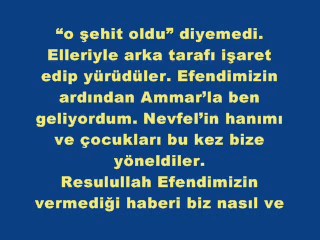 “o şehit oldu” diyemedi.
Elleriyle arka tarafı işaret
edip yürüdüler. Efendimizin
ardından Ammar’la ben
geliyordum. Nevfel’in hanımı
ve çocukları bu kez bize
yöneldiler.
Resulullah Efendimizin
vermediği haberi biz nasıl ve